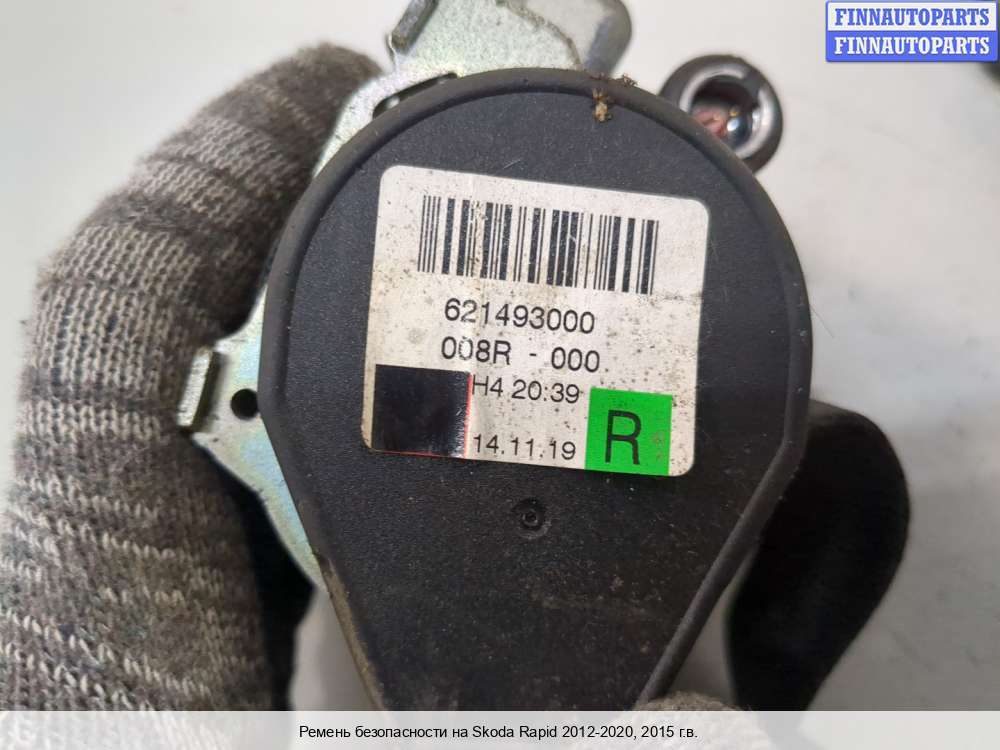 FINNAUTOPARTS
FINNAUTOPARTS
621493000
008R - 000
H4 20:39
14.11.19
R
Ремень безопасности на Skoda Rapid 2012-2020, 2015 г.в.